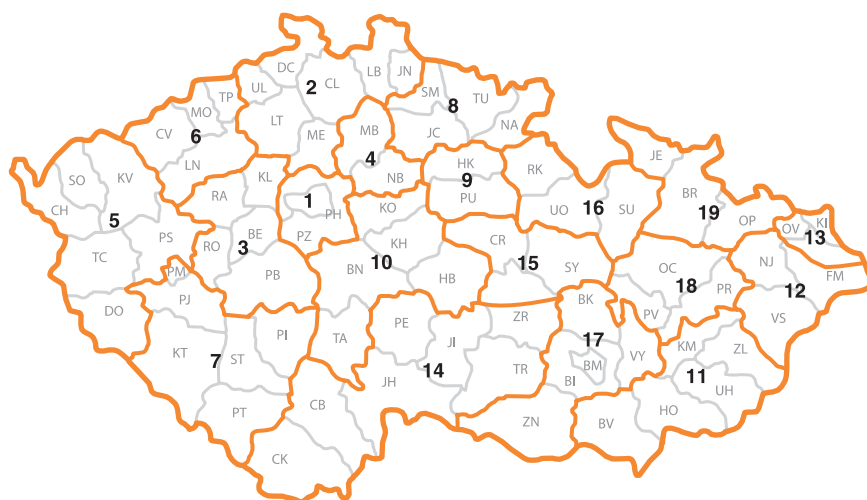 DC
LB
JN
UL
2
CL
SM
TU
TP
MO
8
CV
6
LT
ME
MB
JC
NA
4
LN
HK
RK
JE
SO
KV
KL
NB
9
BR
RA
1
PU
CH
5
PH
KO
UO
16
SU
19
OP
OV
KI
13
RO
BE
PZ
KH
CR
PS
3
TC
PM
BN
10
15
SY
OC
NJ
FM
PB
HB
18
12
PJ
PR
DO
BK
PV
VS
PI
TA
PE
ZR
17
KT
7
ST
JI
VY
KM
ZL
14
TR
BM
11
JH
BI
UH
PT
CB
HO
ZN
BV
CK